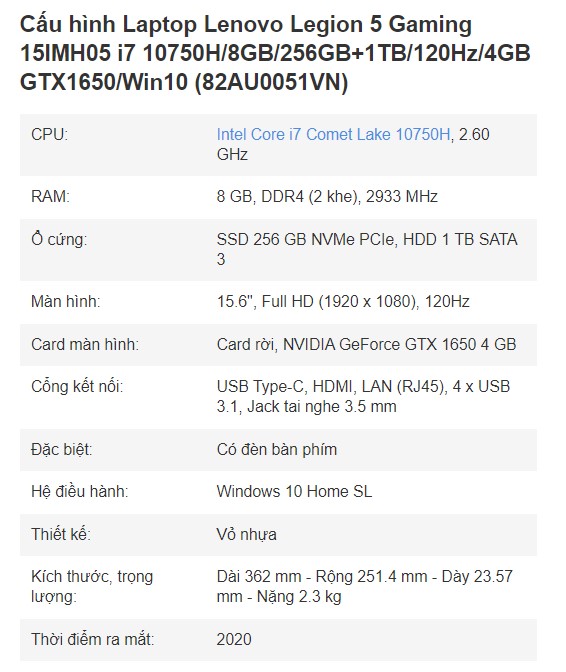 Cấu hình Laptop Lenovo Legion 5 Gaming
15IMH05 i7 10750H/8GB/256GB+1TB/120Hz/4GB
GTX1650/Win10 (82AU0051VN)
CPU: Intel Core i7 Comet Lake 10750H, 2.60
GHz
RAM: 8 GB, DDR4 (2 khe), 2933 MHz
Ổ cứng: SSD 256 GB NVMe PCIe, HDD 1 TB SATA
3
Màn hình: 15.6", Full HD (1920 x 1080), 120Hz
Card màn hình: Card rời, NVIDIA GeForce GTX 1650 4 GB
Cổng kết nối: USB Type-C, HDMI, LAN (RJ45), 4 x USB
3.1, Jack tai nghe 3.5 mm
Đặc biệt: Có đèn bàn phím
Hệ điều hành: Windows 10 Home SL
Thiết kế: Vỏ nhựa
Kích thước, trọng Dài 362 mm - Rộng 251.4 mm - Dày 23.57
lượng: mm - Nặng 2.3 kg
Thời điểm ra mắt: 2020